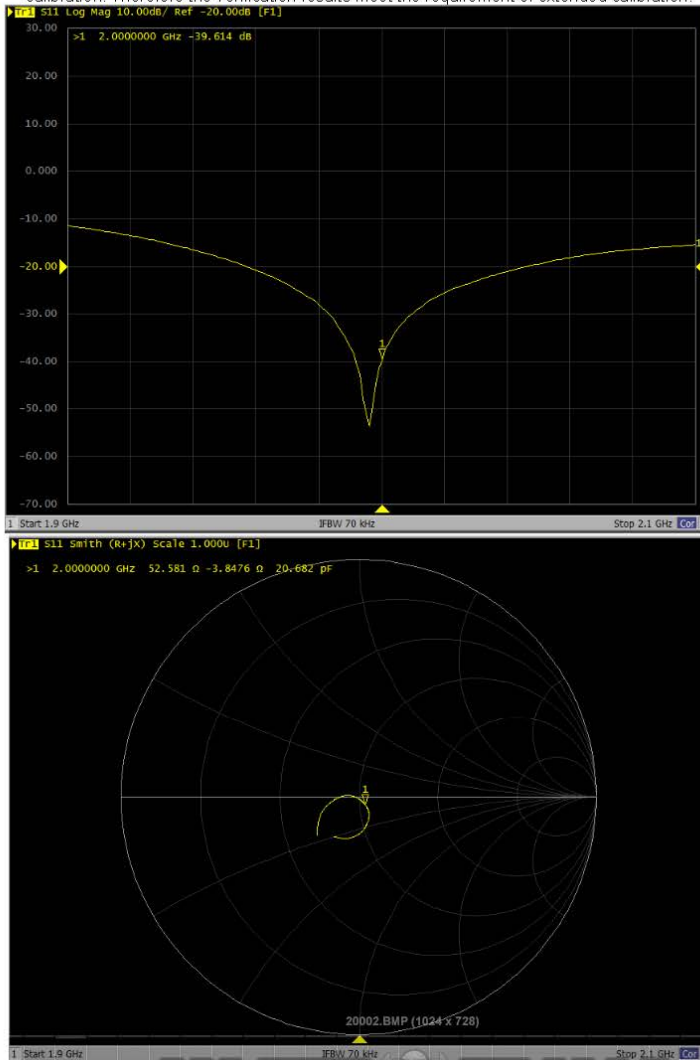 calibration. Therefore the verification results meet the requirement of extended calibration.
Tr1 S11 Log Mag 10.00dB/ Ref -20.00dB [F1]
30.00
>1 2.0000000 GHz -39.614 dB
20.00
10.00
0.000
-10.00
1
-20.00
-30.00
1
-40.00
-50.00
-60.00
-70.00
1 Start 1.9 GHz IFBW 70 kHz Stop 2.1 GHz Cor
Tr1 S11 Smith (R+jX) Scale 1.000U [F1]
>1 2.0000000 GHz 52.581 Ω -3.8476 Ω 20.682 pF
1
20002.BMP (1024 x 728)
1 Start 1.9 GHz IFBW 70 kHz Stop 2.1 GHz Cor